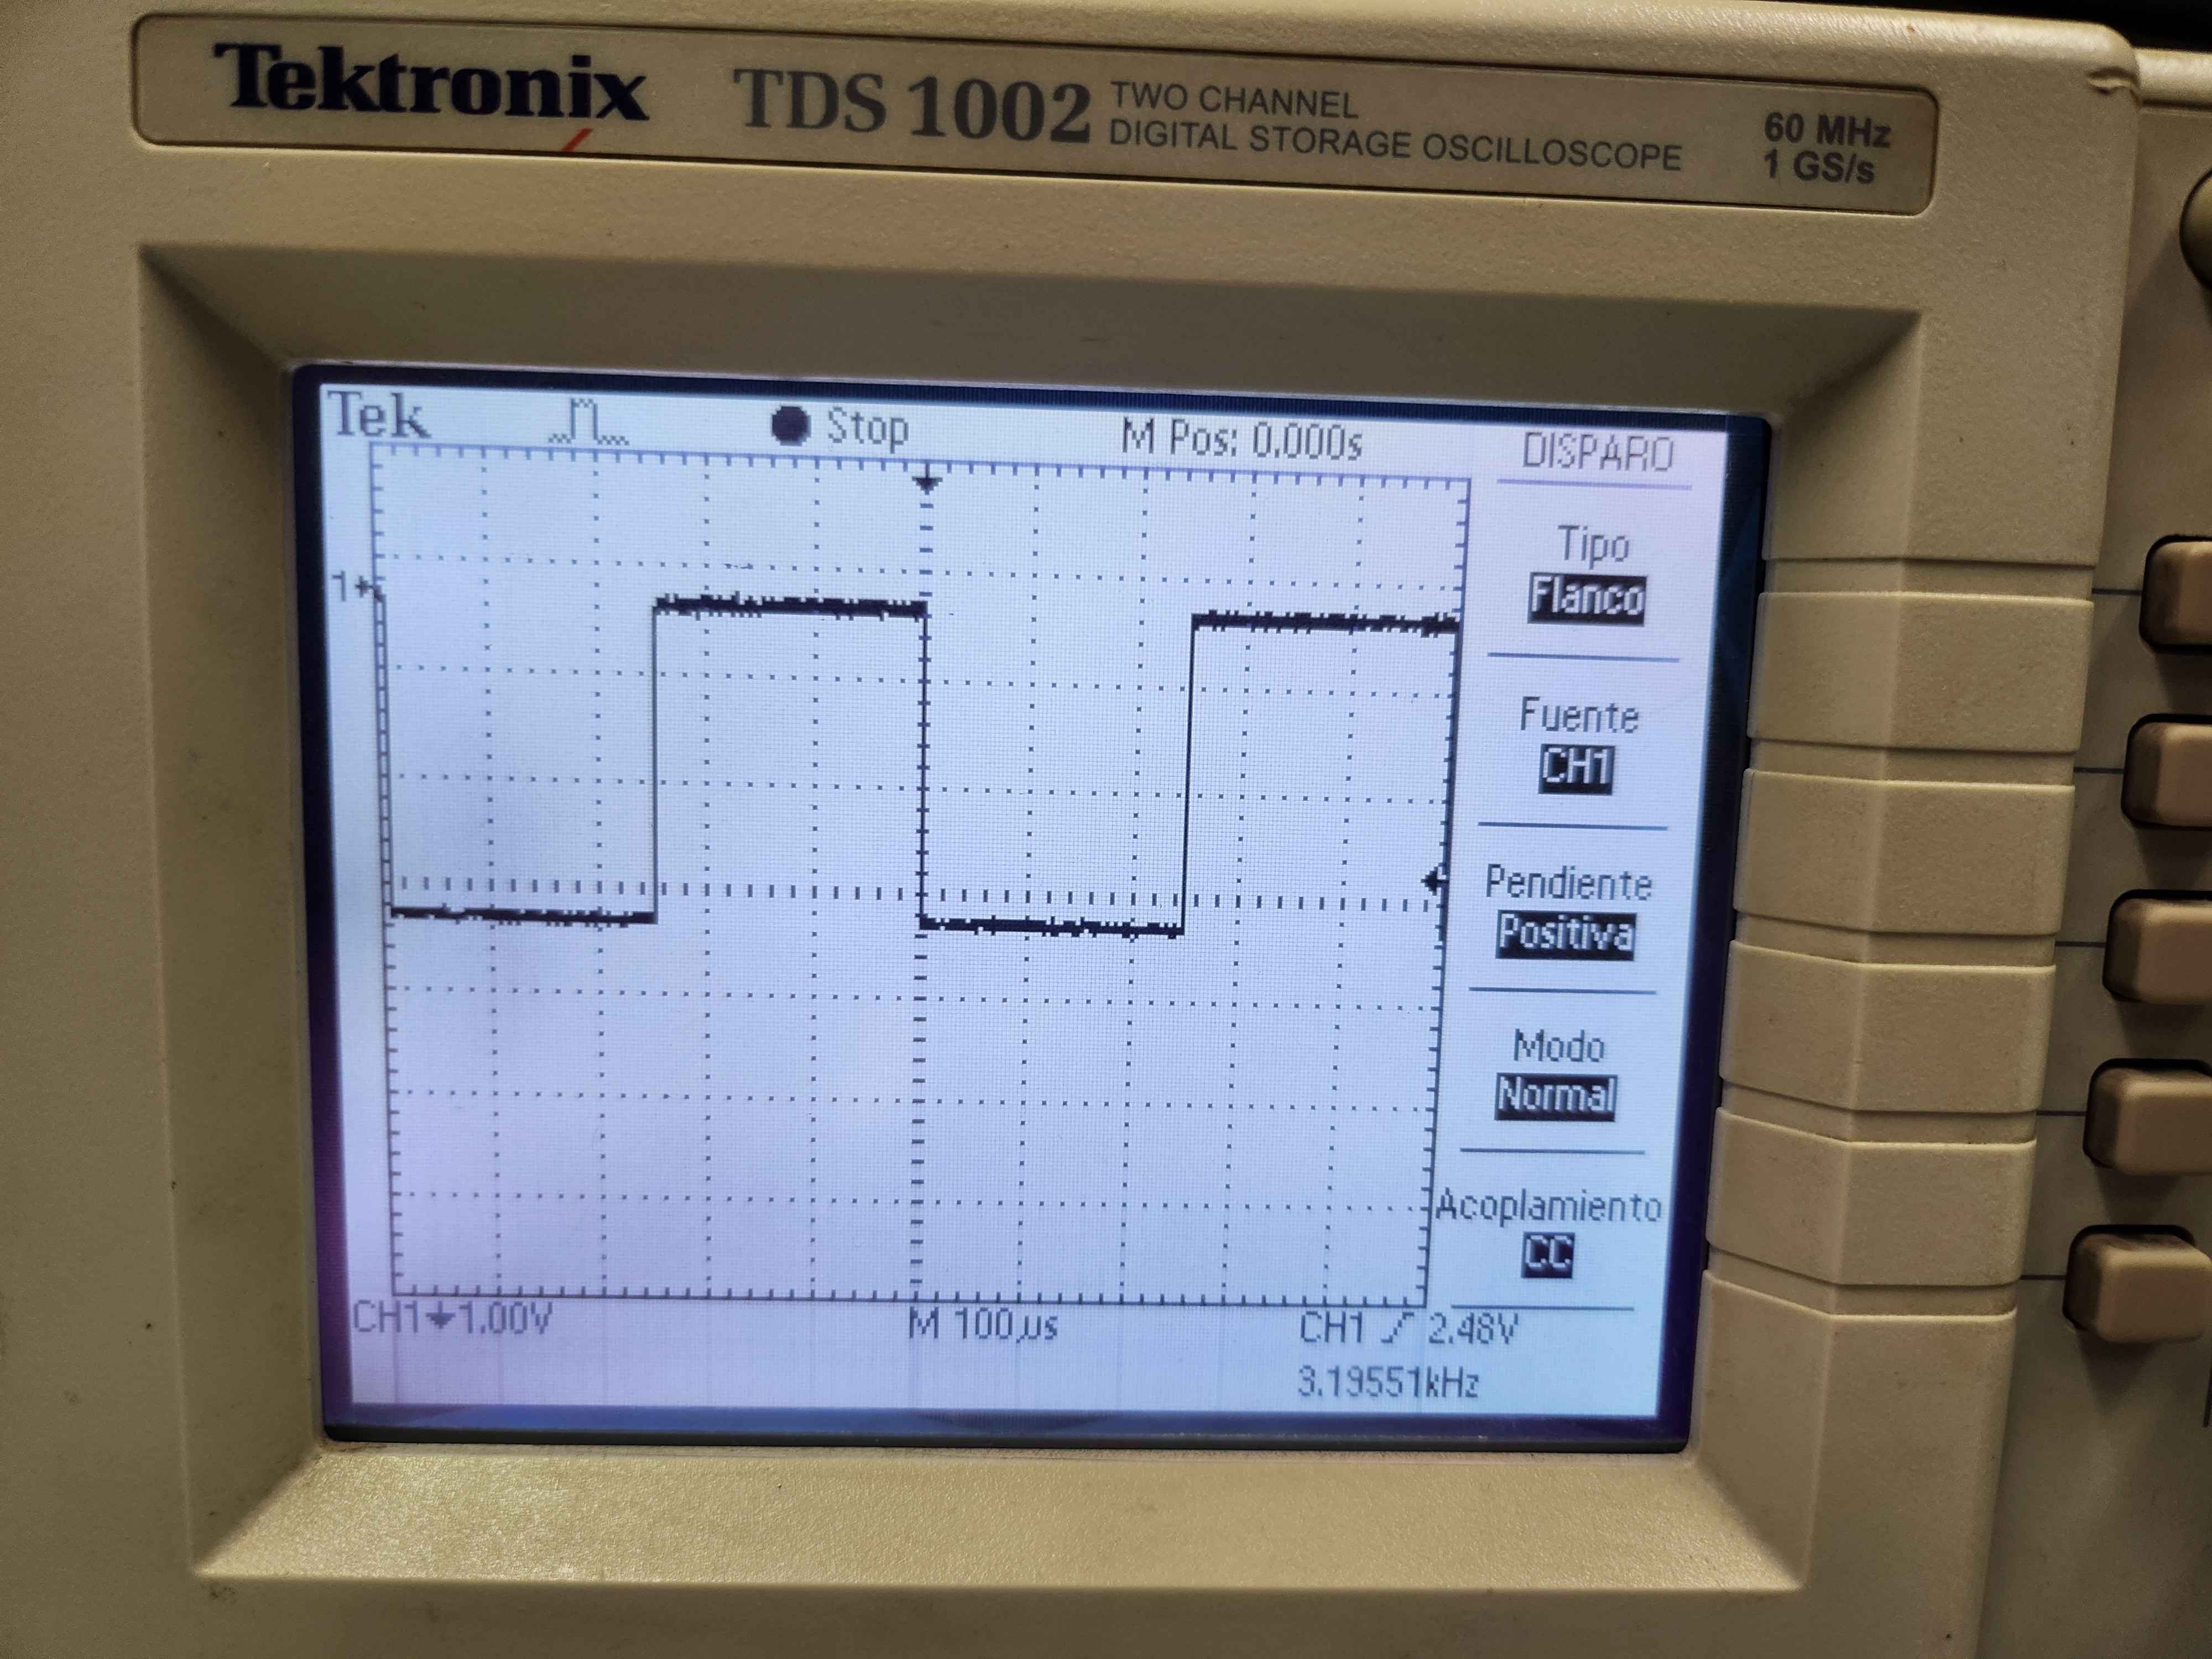 Tektronix TDS 1002 TWO CHANNEL
DIGITAL STORAGE OSCILLOSCOPE
60 MHz
1 GS/s
Tek Stop M Pos: 0.000s
DISPARO
1
Tipo
Flanco
Fuente
CH1
Pendiente
Positiva
Modo
Normal
Acoplamiento
CC
CH1 1.00V M 100µs CH1 2.48V
3.19551kHz